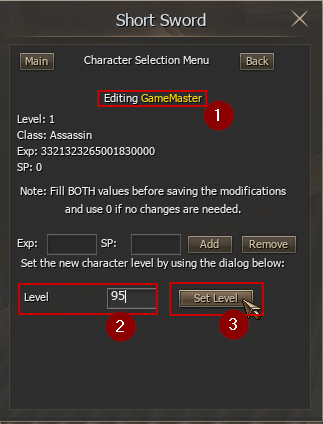 Short Sword
Main Character Selection Menu Back
Editing GameMaster
1
Level: 1
Class: Assassin
Exp: 3321323265001830000
SP: 0
Note: Fill BOTH values before saving the modifications
and use 0 if no changes are needed.
Exp: SP: Add Remove
Set the new character level by using the dialog below:
Level 95 Set Level
2 3